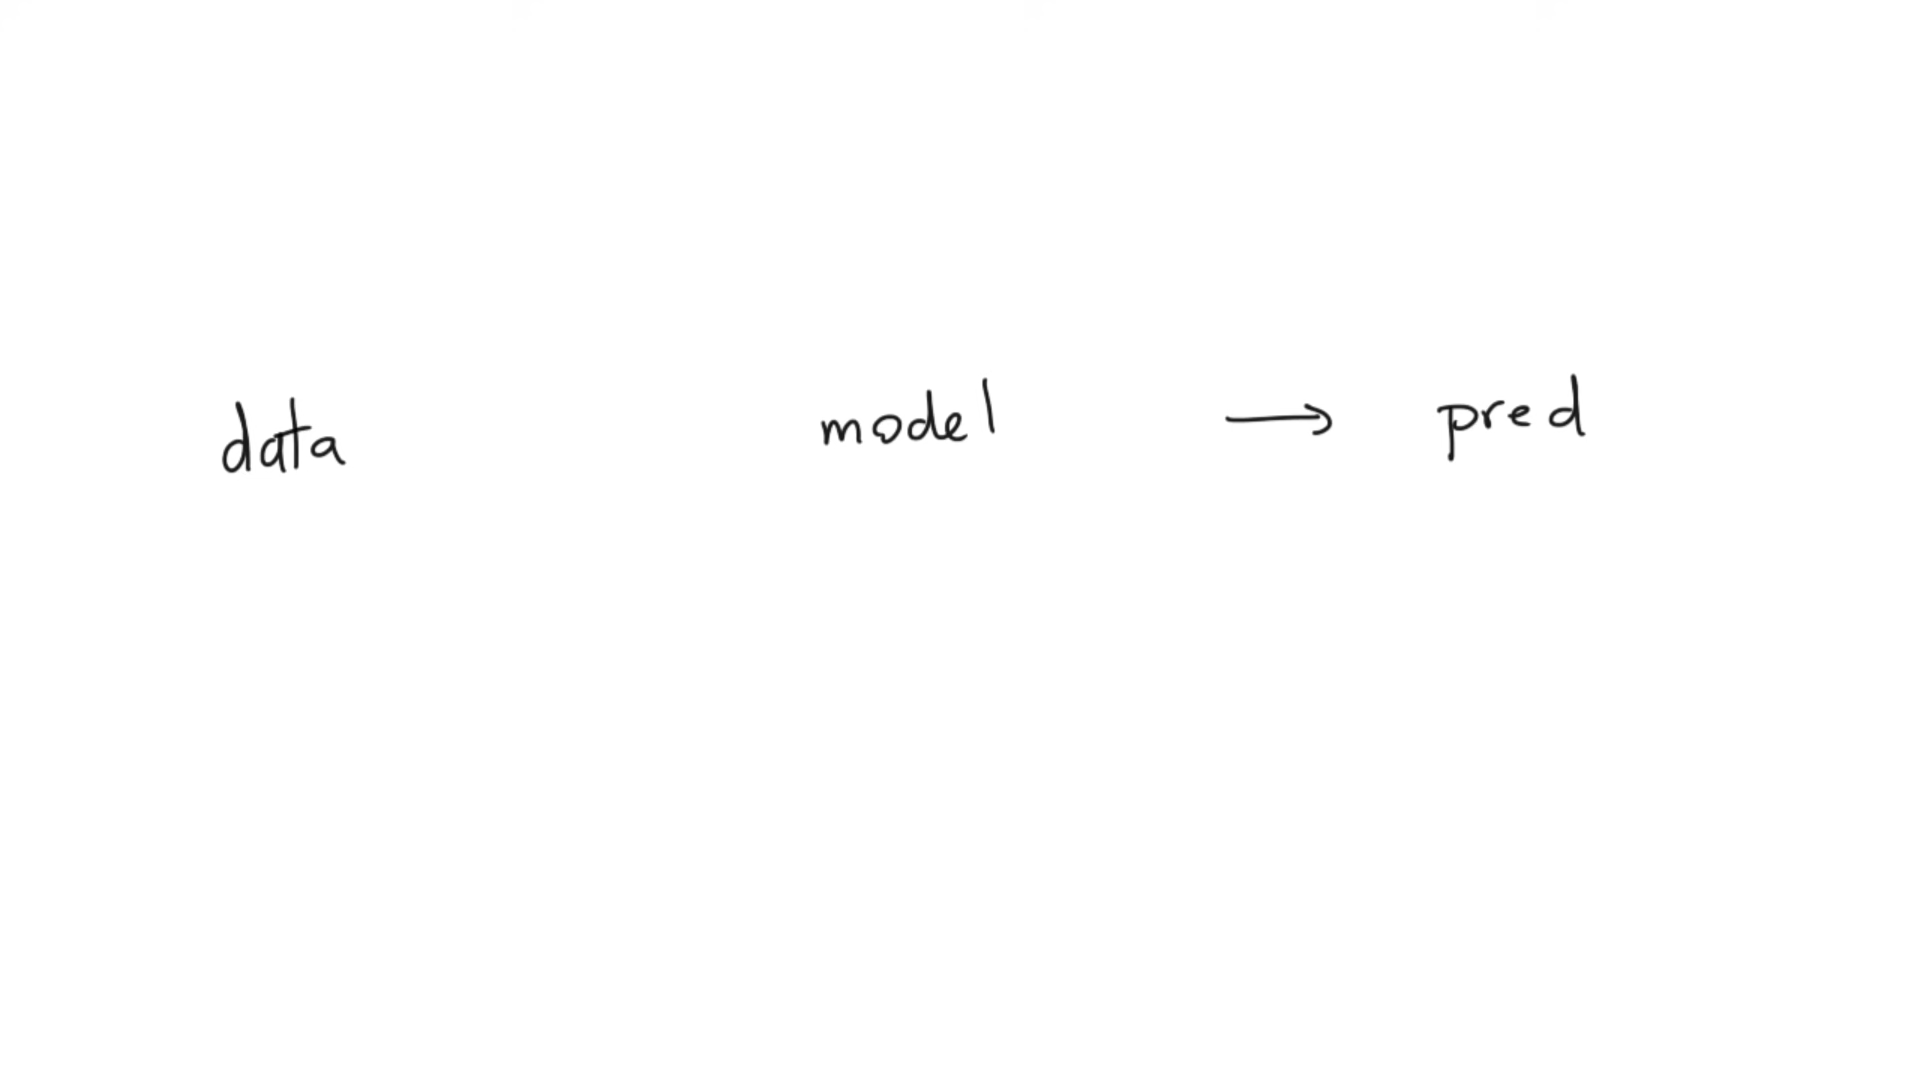 data model → pred